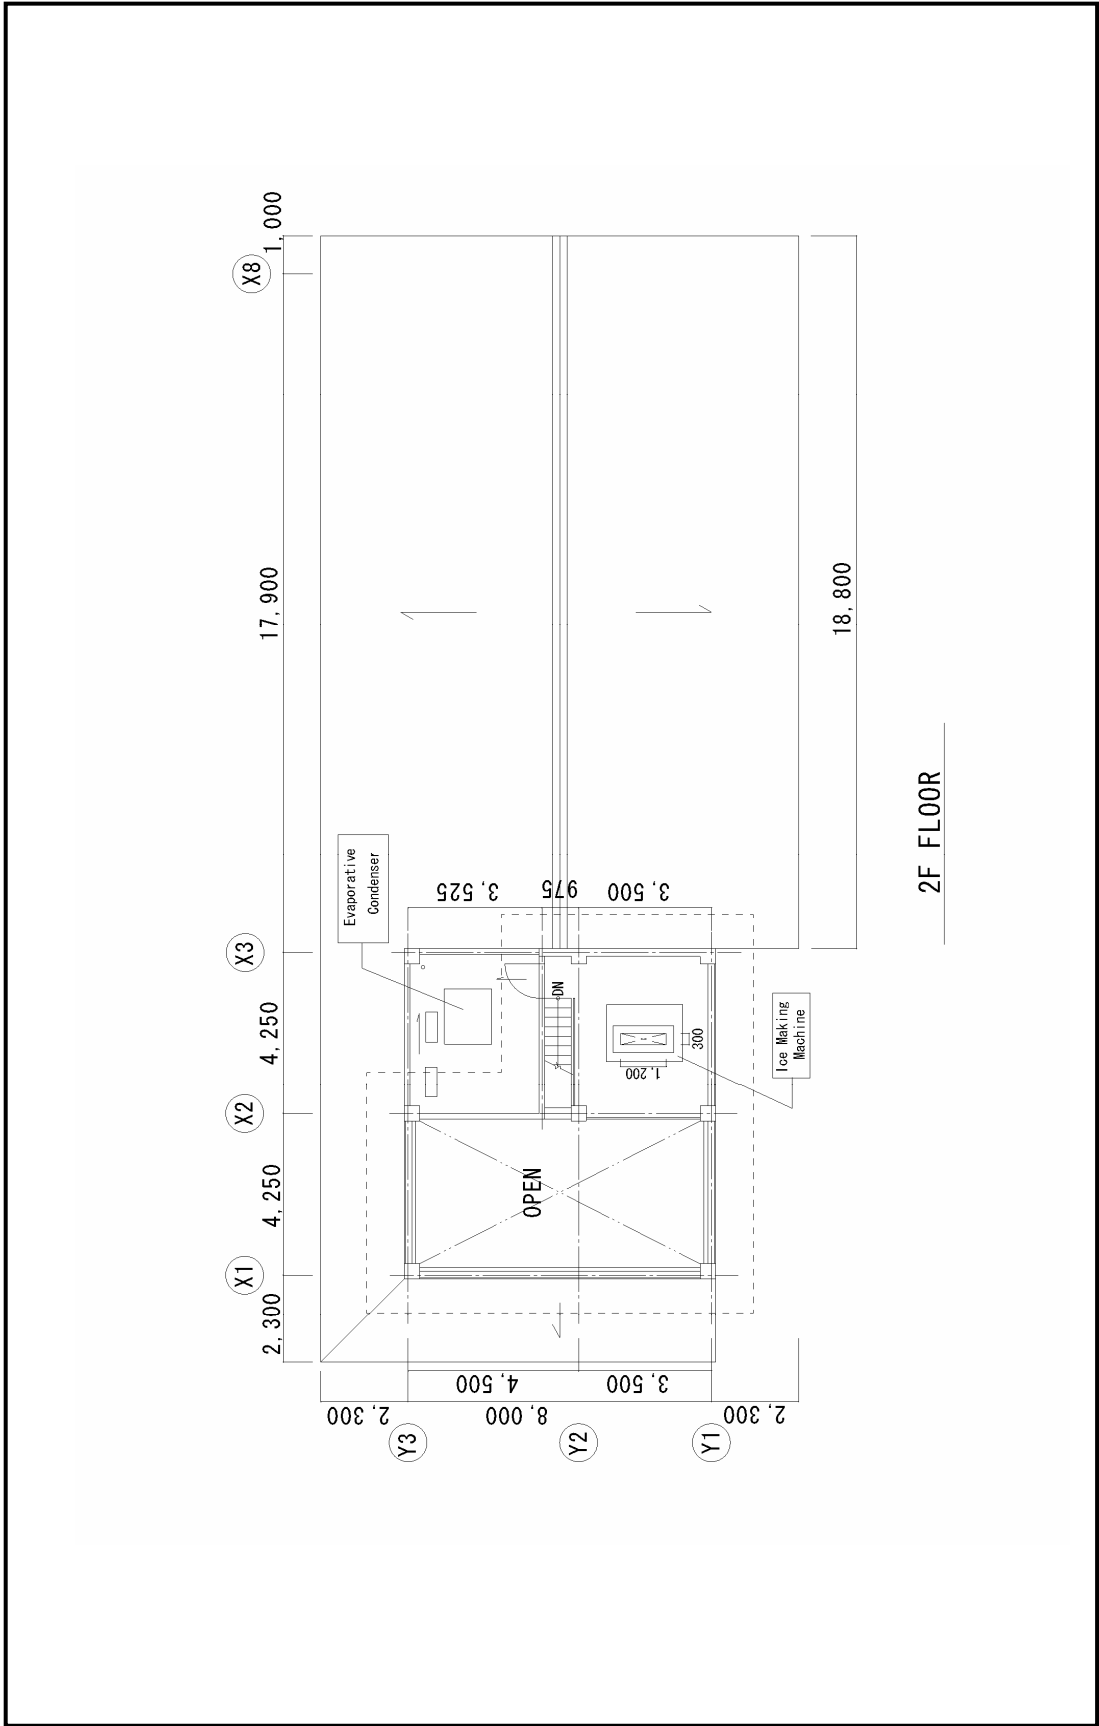 X1
X2
X3
X8
2,300
4,250
4,250
17,900
1,000
Evaporative
Condenser
3,525
975
3,500
DN
OPEN
1,200
300
Ice Making
Machine
18,800
2,300
4,500
8,000
3,500
2,300
Y3
Y2
Y1
2F FLOOR